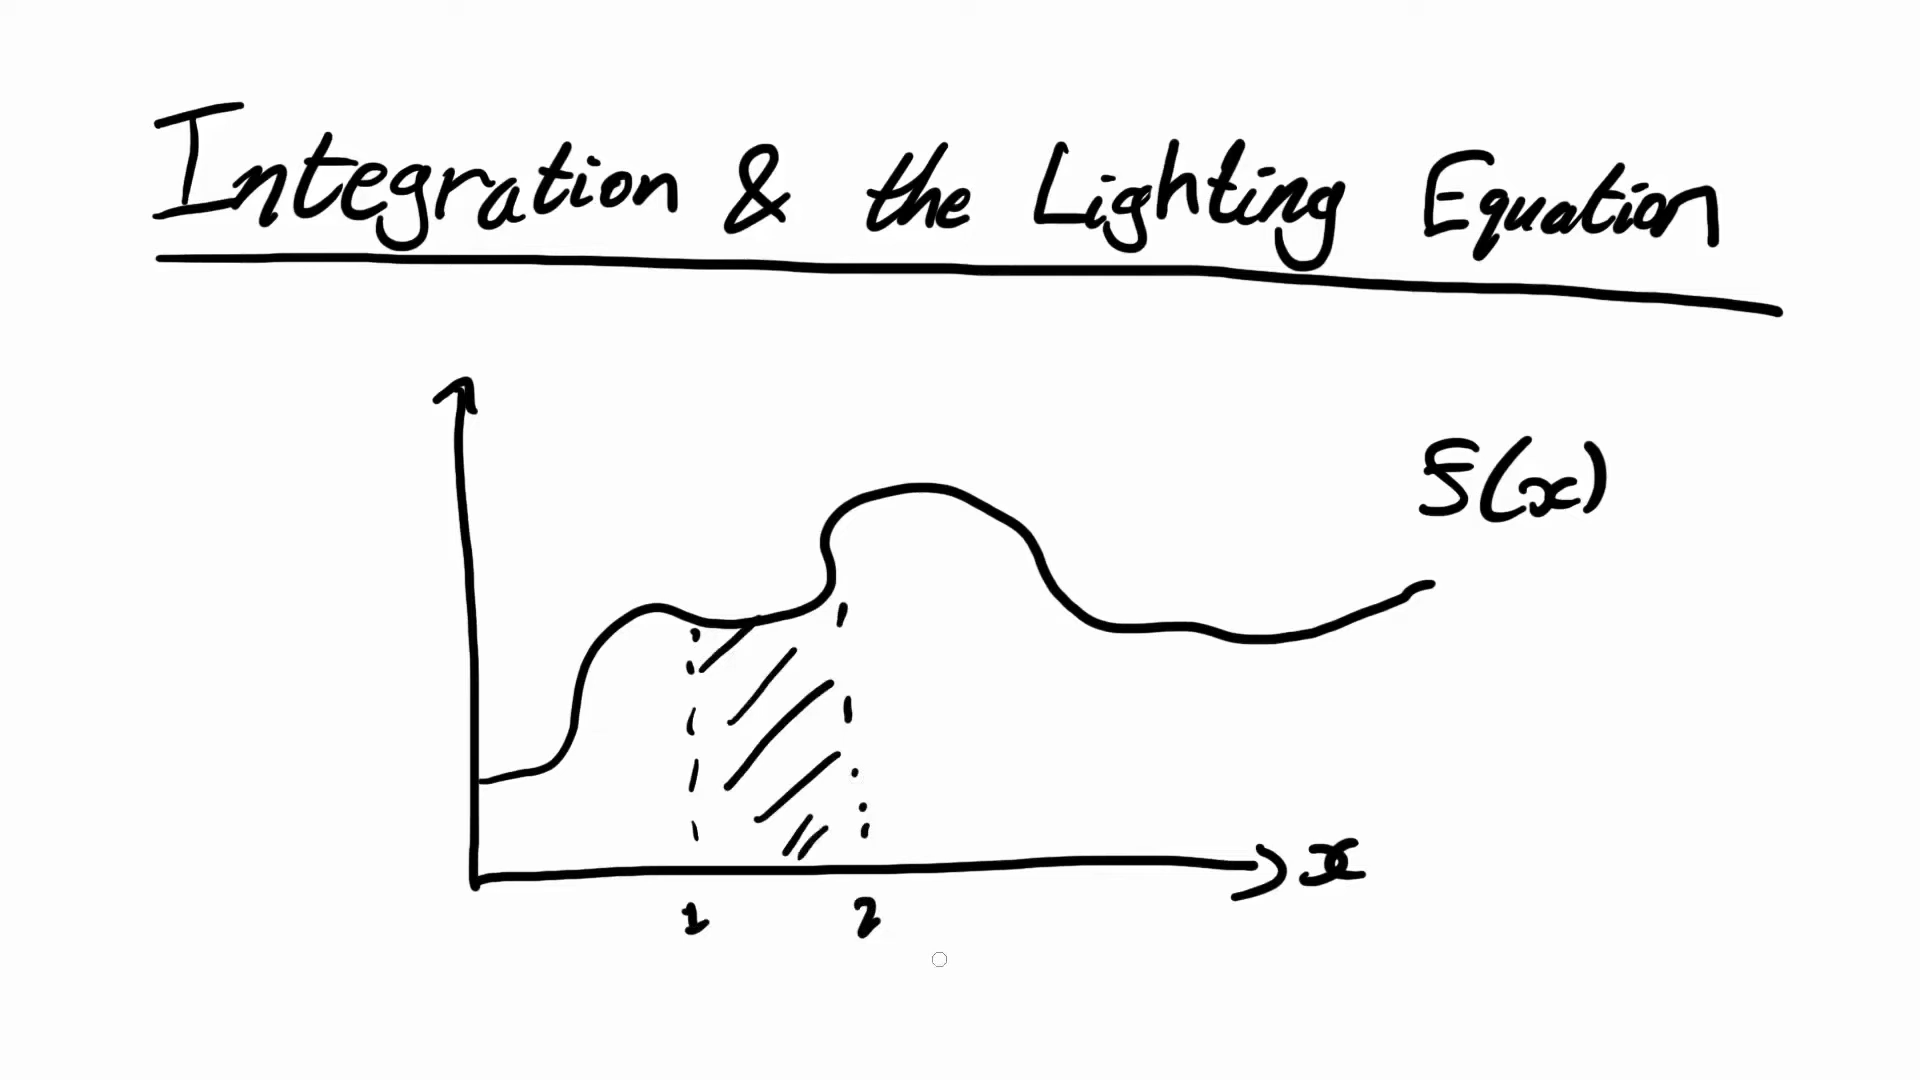 Integration & the Lighting Equation
f(x)
x
1 2